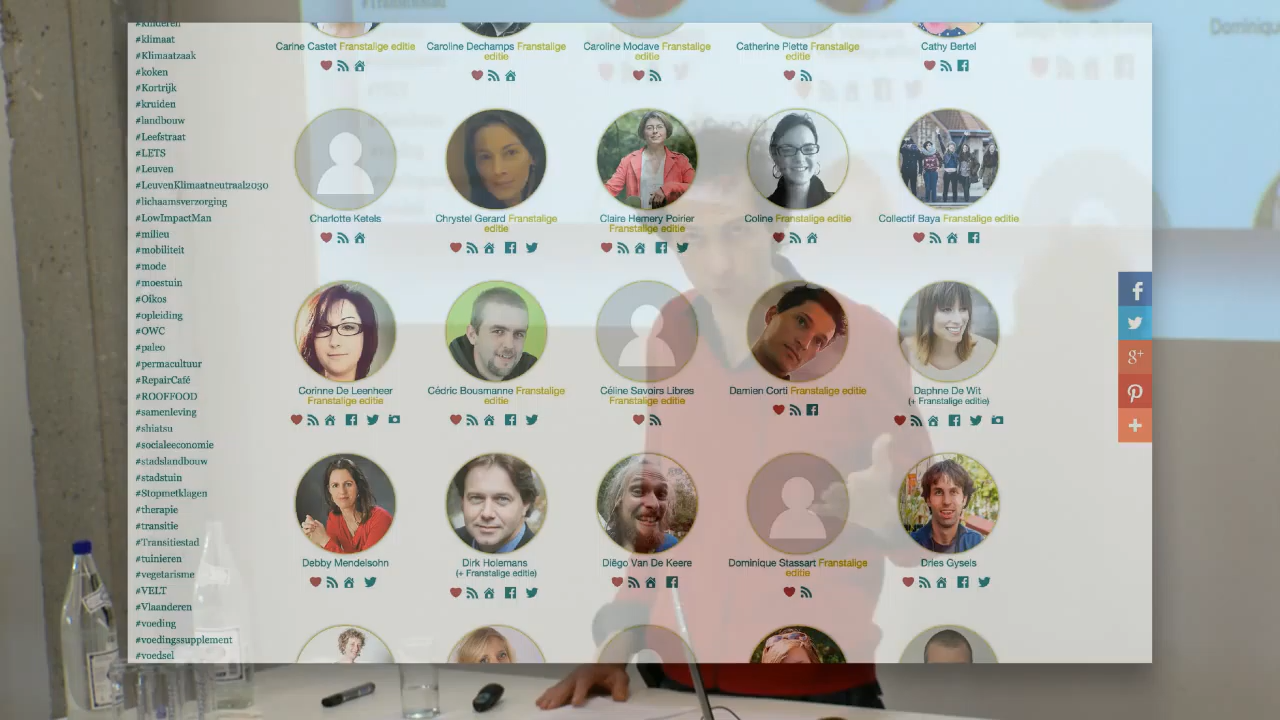 #kinderen
#klimaat
#Klimaatzaak
#koken
#Kortrijk
#kruiden
#landbouw
#Leefstraat
#LETS
#Leuven
#LeuvenKlimaatneutraal2030
#lichaamsverzorging
#LowImpactMan
#milieu
#mobiliteit
#mode
#moestuin
#Oikos
#opleiding
#OWC
#paleo
#permacultuur
#RepairCafé
#ROOFFOOD
#samenleving
#shiatsu
#socialeeconomie
#stadslandbouw
#stadstuin
#Stopmetklagen
#therapie
#transitie
#Transitiestad
#tuinieren
#vegetarisme
#VELT
#Vlaanderen
#voeding
#voedingssupplement
#voedsel
Carine Castet Franstalige editie
Caroline Dechamps Franstalige
editie
Caroline Modave Franstalige
editie
Catherine Piette Franstalige
editie
Cathy Bertel
Charlotte Ketels
Chrystel Gerard Franstalige
editie
Claire Hemery Poirier
Franstalige editie
Coline Franstalige editie
Collectif Baya Franstalige editie
Corinne De Leenheer
Franstalige editie
Cédric Bousmanne Franstalige
editie
Céline Savoirs Libres
Franstalige editie
Damien Corti Franstalige editie
Daphne De Wit
(+ Franstalige editie)
Debby Mendelsohn
Dirk Holemans
(+ Franstalige editie)
Diëgo Van De Keere
Dominique Stassart Franstalige
editie
Dries Gysels